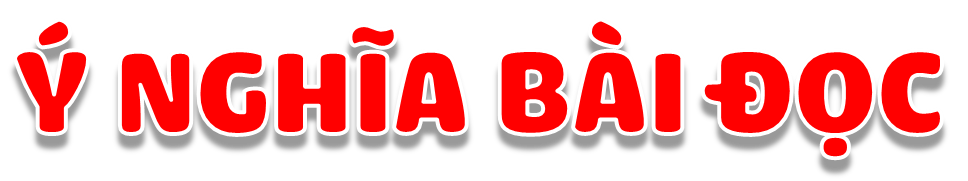 Ý NGHĨA BÀI ĐỌC